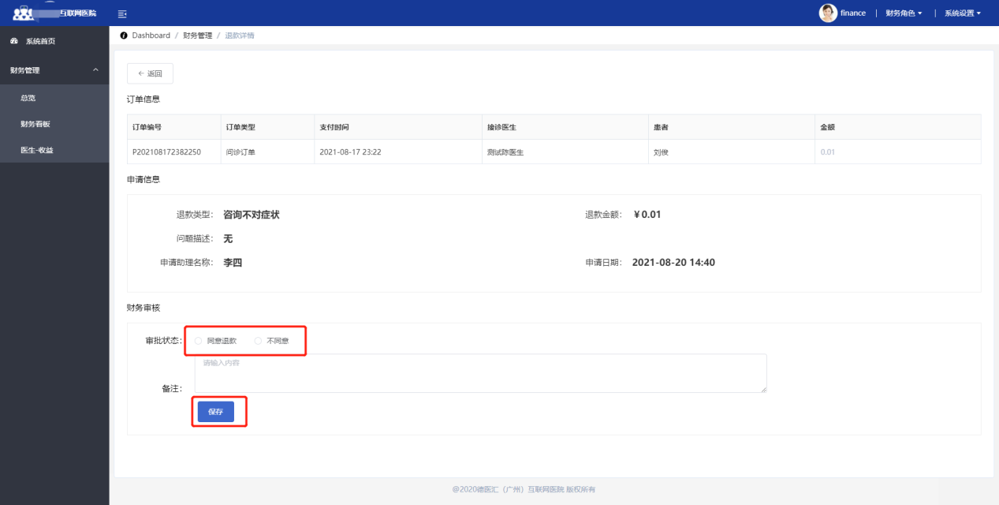 互联网医院
finance | 财务角色 | 系统设置
系统首页
Dashboard / 财务管理 / 退款详情
财务管理
总览
财务看板
医生-收益
← 返回
订单信息
订单编号 订单类型 支付时间 接诊医生 患者 金额
P202108172382250 问诊订单 2021-08-17 23:22 测试陈医生 刘俊 0.01
申请信息
退款类型： 咨询不对症状 退款金额： ￥0.01
问题描述： 无
申请助理名称： 李四 申请日期： 2021-08-20 14:40
财务审核
审批状态： 同意退款 不同意
请输入内容
备注：
保存
@2020德医汇（广州）互联网医院 版权所有